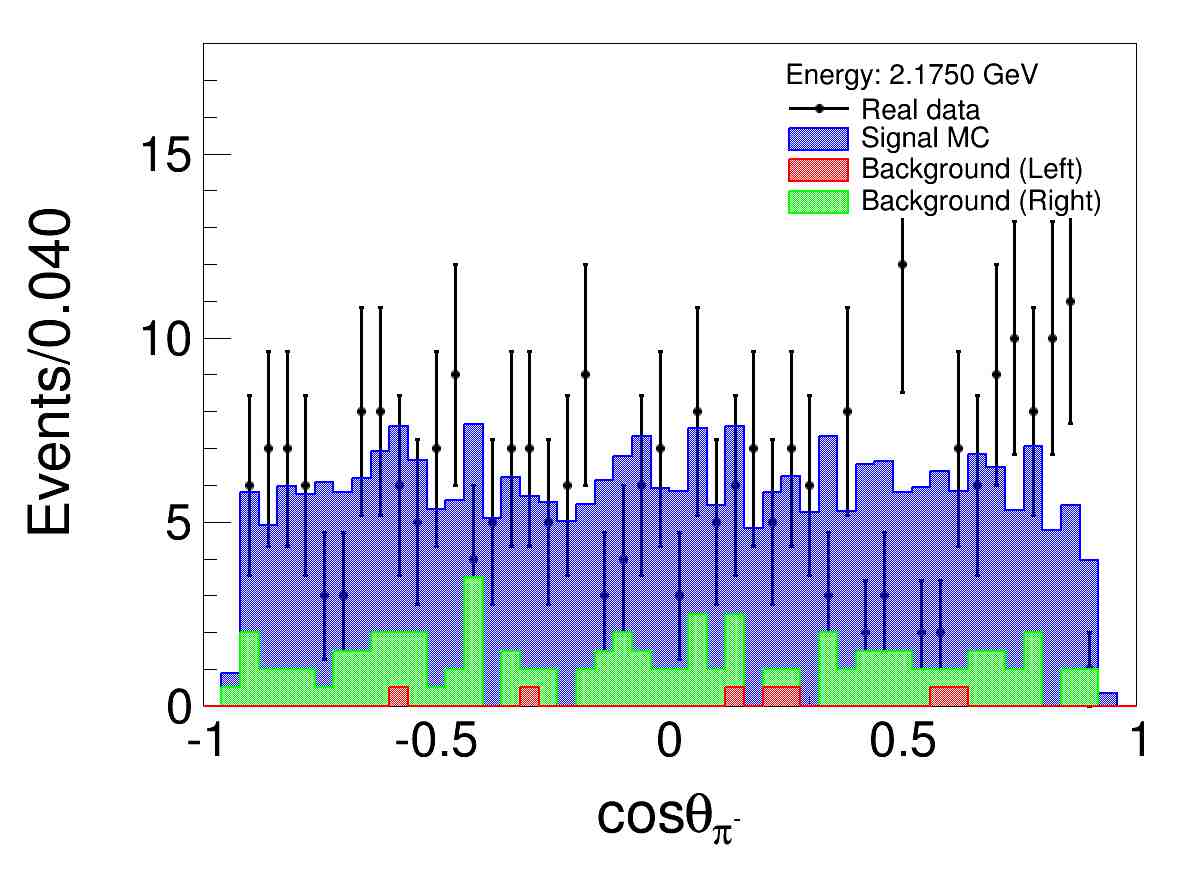 Energy: 2.1750 GeV
Real data
Signal MC
Background (Left)
Background (Right)
Events/0.040
15
10
5
0
-1 -0.5 0 0.5 1
cosθπ-